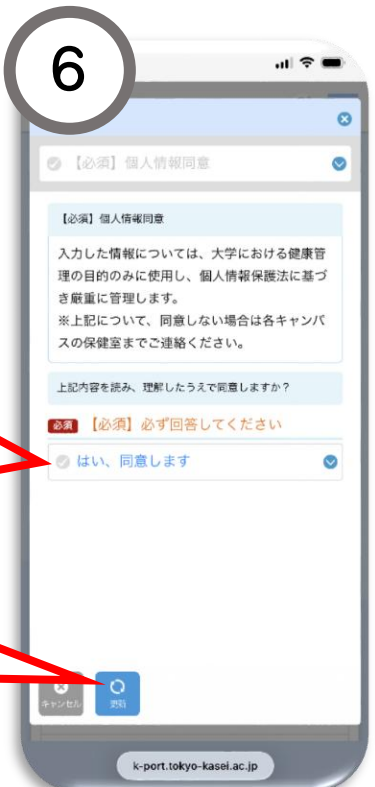 6
【必須】個人情報同意
【必須】個人情報同意
入力した情報については、大学における健康管
理の目的のみに使用し、個人情報保護法に基づ
き厳重に管理します。
※上記について、同意しない場合は各キャンパ
スの保健室までご連絡ください。
上記内容を読み、理解したうえで同意しますか?
必須 【必須】必ず回答してください
はい、同意します
キャンセル 更新
k-port.tokyo-kasei.ac.jp